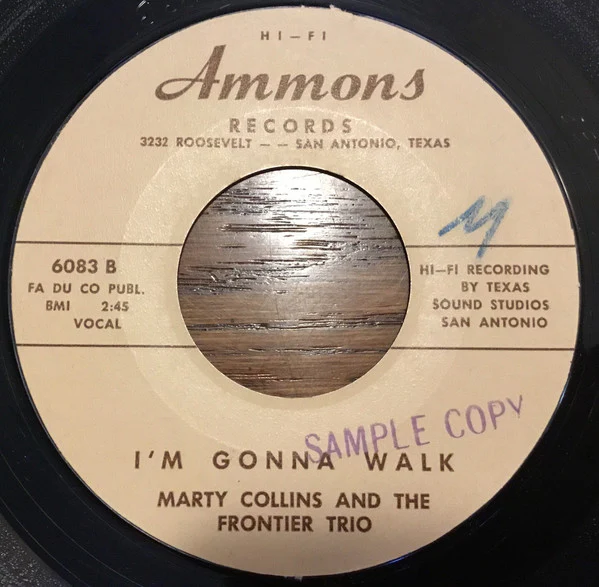 HI-FI
Ammons
RECORDS
3232 ROOSEVELT -- SAN ANTONIO, TEXAS
6083 B
FA DU CO PUBL.
BMI 2:45
VOCAL
HI-FI RECORDING
BY TEXAS
SOUND STUDIOS
SAN ANTONIO
SAMPLE COPY
I'M GONNA WALK
MARTY COLLINS AND THE
FRONTIER TRIO